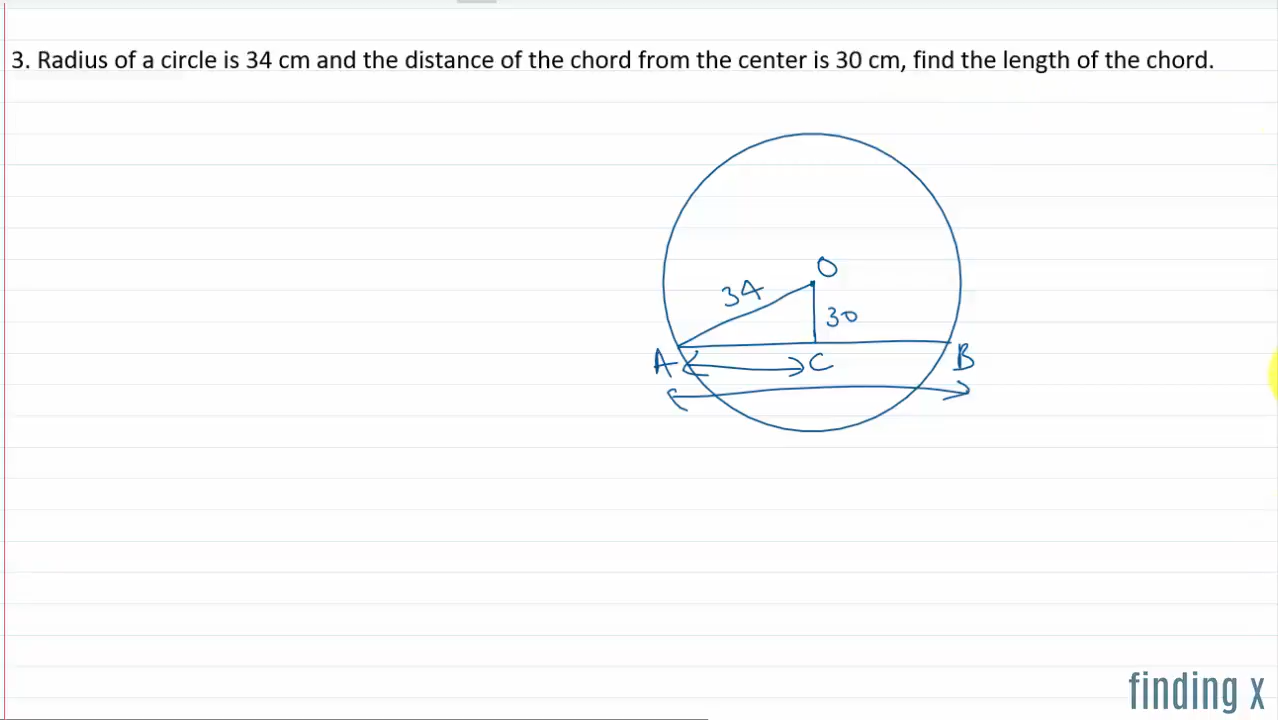 3. Radius of a circle is 34 cm and the distance of the chord from the center is 30 cm, find the length of the chord.
O
34
30
A C B
finding x